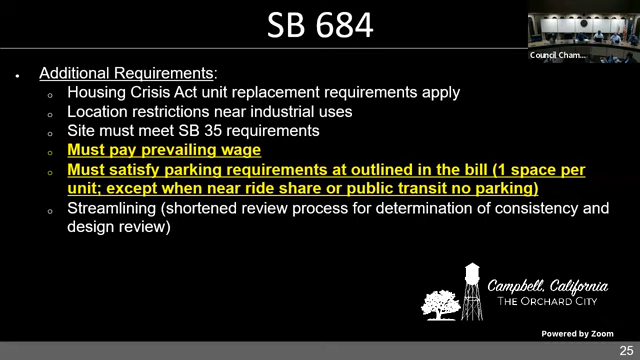 SB 684
Council Cham...
• Additional Requirements:
o Housing Crisis Act unit replacement requirements apply
o Location restrictions near industrial uses
o Site must meet SB 35 requirements
o Must pay prevailing wage
o Must satisfy parking requirements at outlined in the bill (1 space per
unit; except when near ride share or public transit no parking)
o Streamlining (shortened review process for determination of consistency and
design review)
Campbell, California
THE ORCHARD CITY
Powered by Zoom
25